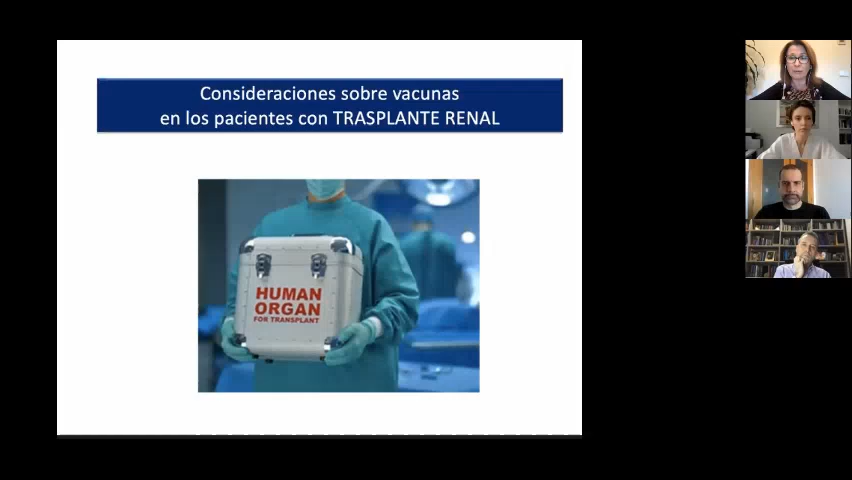 Consideraciones sobre vacunas
en los pacientes con TRASPLANTE RENAL
HUMAN
ORGAN
FOR TRANSPLANT